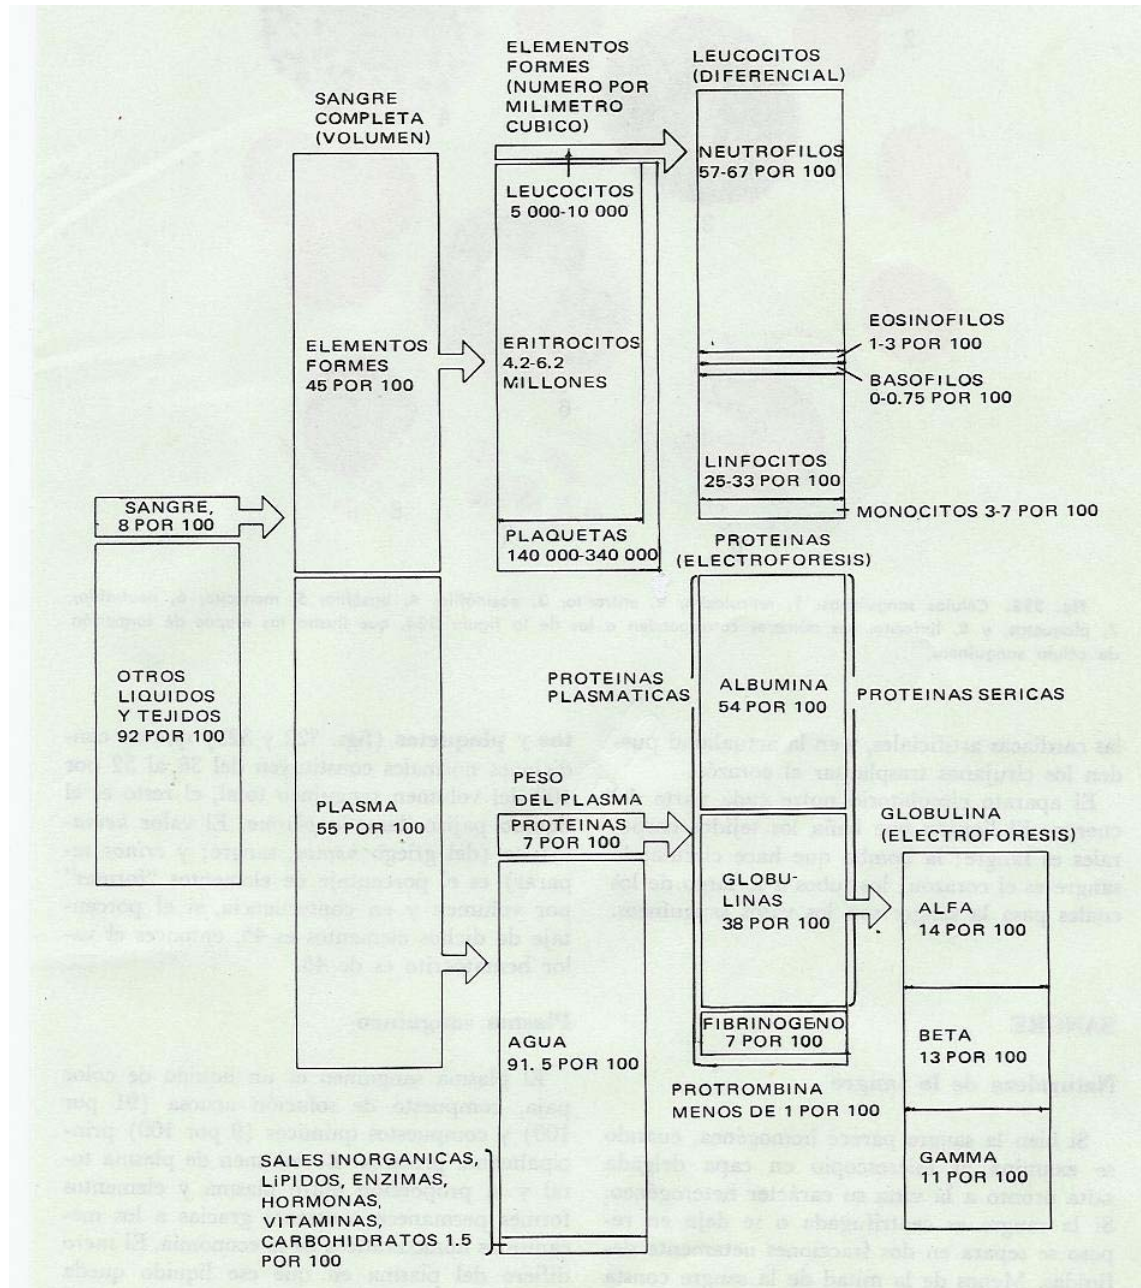 SANGRE
COMPLETA
(VOLUMEN)
ELEMENTOS
FORMES
(NUMERO POR
MILIMETRO
CUBICO)
LEUCOCITOS
(DIFERENCIAL)
NEUTROFILOS
57-67 POR 100
LEUCOCITOS
5 000-10 000
EOSINOFILOS
1-3 POR 100
BASOFILOS
0-0.75 POR 100
ELEMENTOS
FORMES
45 POR 100
ERITROCITOS
4.2-6.2
MILLONES
LINFOCITOS
25-33 POR 100
MONOCITOS 3-7 POR 100
SANGRE,
8 POR 100
PLAQUETAS
140 000-340 000
PROTEINAS
(ELECTROFORESIS)
OTROS
LIQUIDOS
Y TEJIDOS
92 POR 100
PROTEINAS
PLASMATICAS
ALBUMINA
54 POR 100
PROTEINAS SERICAS
PLASMA
55 POR 100
PESO
DEL PLASMA
PROTEINAS
7 POR 100
GLOBULINA
(ELECTROFORESIS)
GLOBU-
LINAS
38 POR 100
ALFA
14 POR 100
FIBRINOGENO
7 POR 100
AGUA
91. 5 POR 100
BETA
13 POR 100
PROTROMBINA
MENOS DE 1 POR 100
GAMMA
11 POR 100
SALES INORGANICAS,
LíPIDOS, ENZIMAS,
HORMONAS,
VITAMINAS,
CARBOHIDRATOS 1.5
POR 100